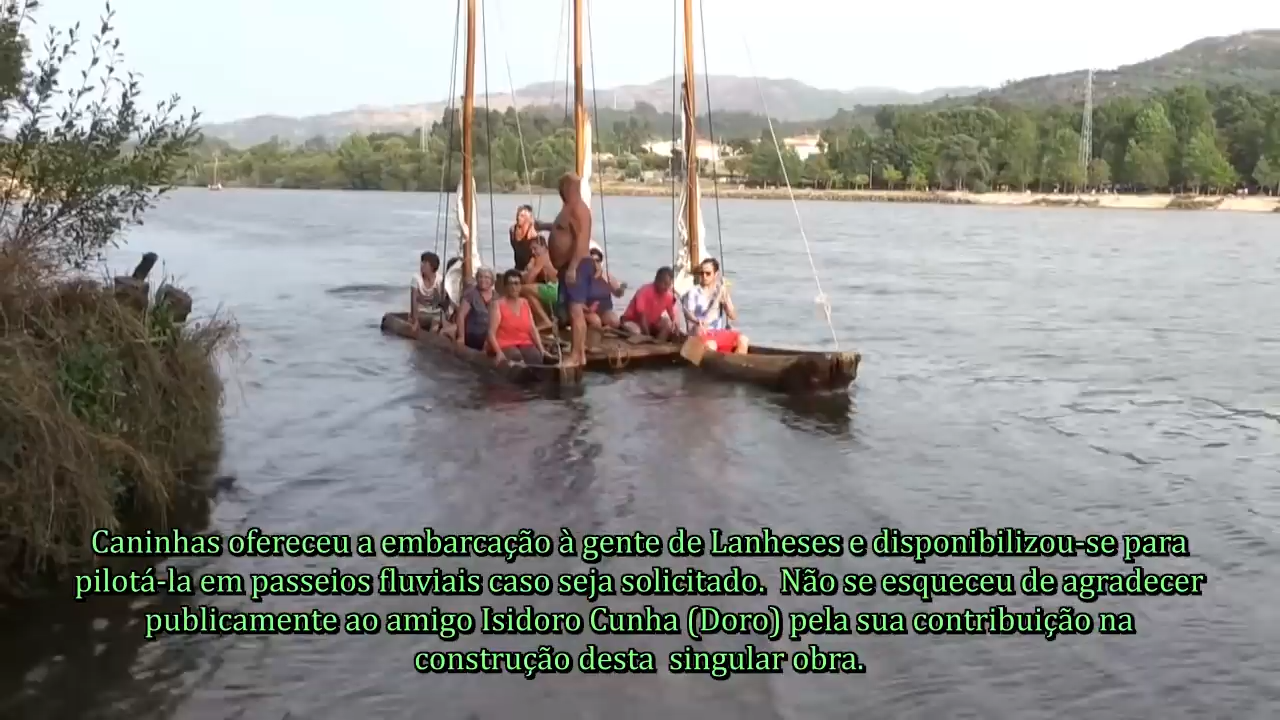 Caninhas ofereceu a embarcação à gente de Lanheses e disponibilizou-se para
pilotá-la em passeios fluviais caso seja solicitado.  Não se esqueceu de agradecer
publicamente ao amigo Isidoro Cunha (Doro) pela sua contribuição na
construção desta  singular obra.